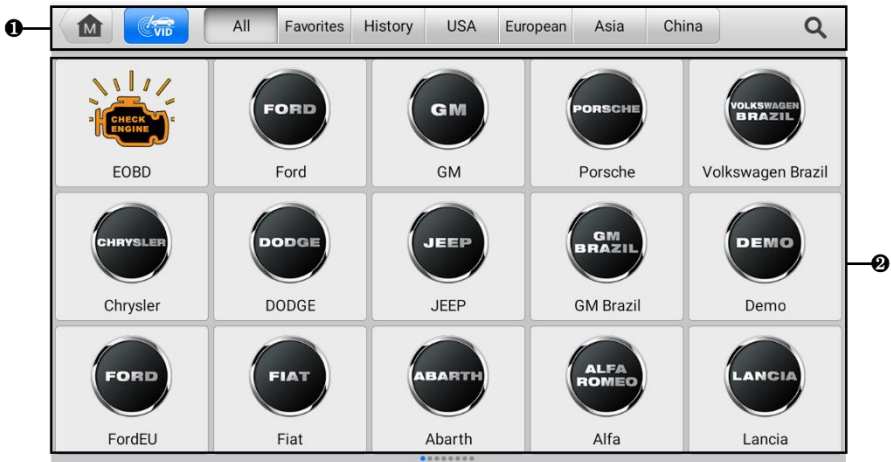 ❶
M
VID
All
Favorites
History
USA
European
Asia
China
CHECK
ENGINE
EOBD
FORD
Ford
GM
GM
PORSCHE
Porsche
VOLKSWAGEN
BRAZIL
Volkswagen Brazil
CHRYSLER
Chrysler
DODGE
DODGE
JEEP
JEEP
GM
BRAZIL
GM Brazil
DEMO
Demo
❷
FORD
FordEU
FIAT
Fiat
ABARTH
Abarth
ALFA
ROMEO
Alfa
LANCIA
Lancia